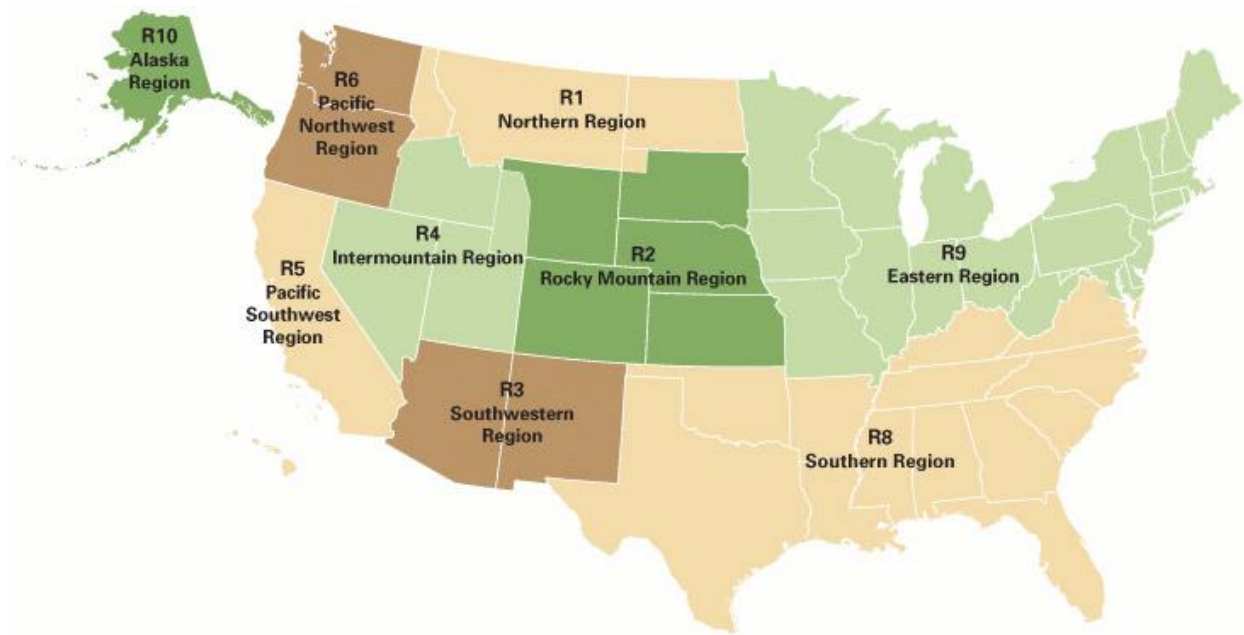 R10
Alaska
Region
R6
Pacific
Northwest
Region
R1
Northern Region
R4
Intermountain Region
R2
Rocky Mountain Region
R9
Eastern Region
R5
Pacific
Southwest
Region
R3
Southwestern
Region
R8
Southern Region